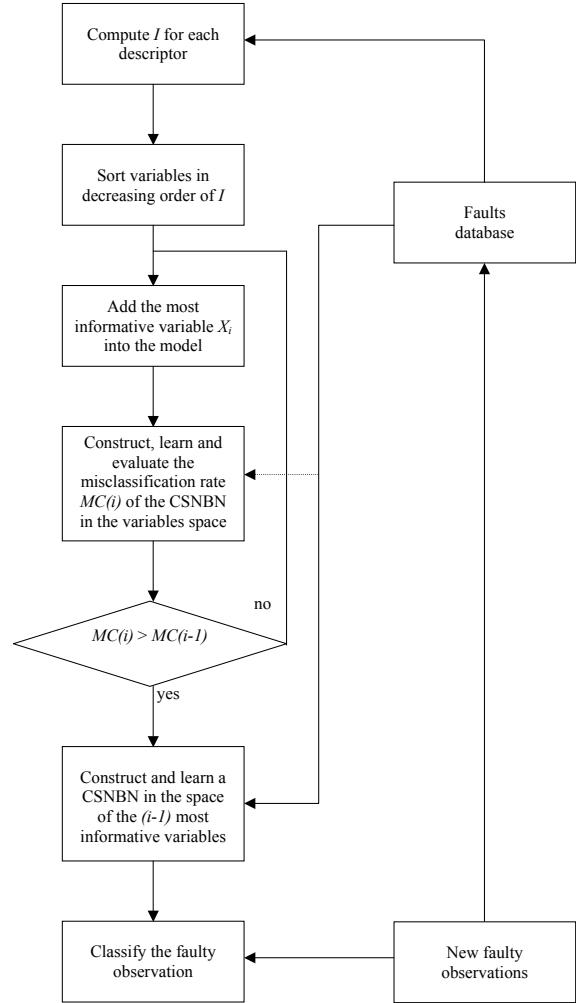 Compute I for each
descriptor
Sort variables in
decreasing order of I
Faults
database
Add the most
informative variable Xi
into the model
Construct, learn and
evaluate the
misclassification rate
MC(i) of the CSNBN
in the variables space
no
MC(i) > MC(i-1)
yes
Construct and learn a
CSNBN in the space
of the (i-1) most
informative variables
Classify the faulty
observation
New faulty
observations